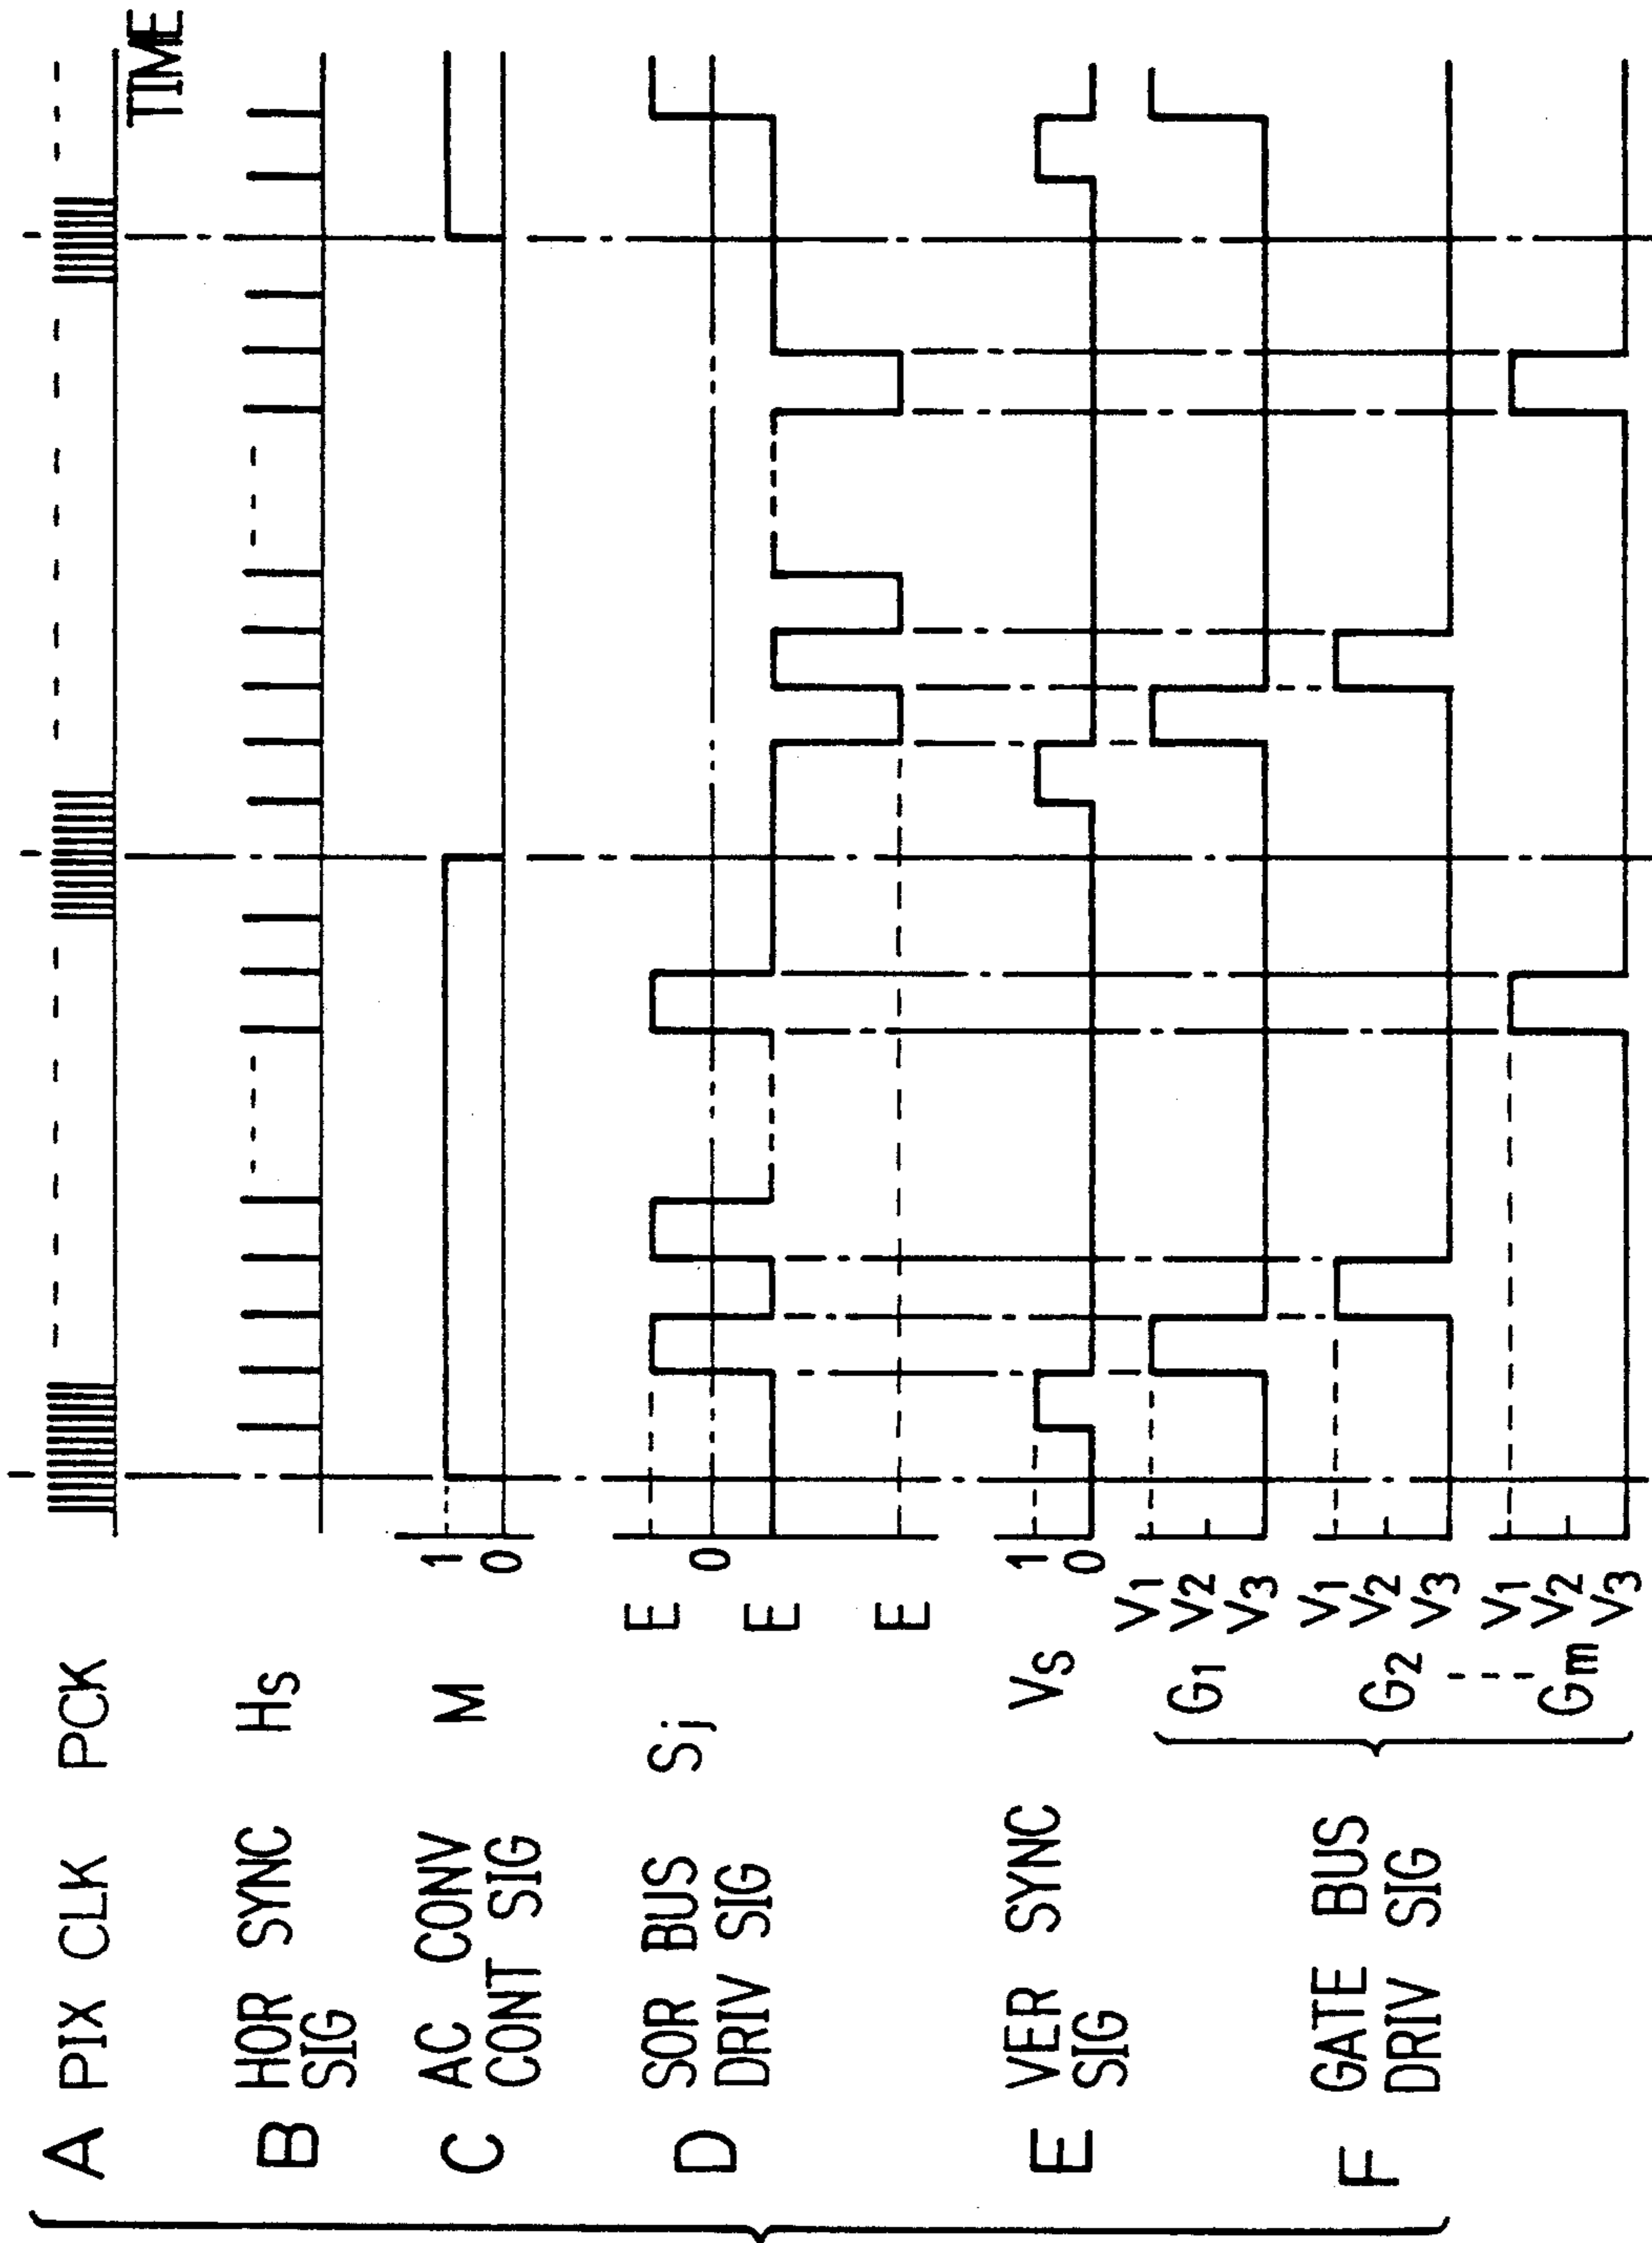 TIME
A PIX CLK PCK
B HOR SYNC Hs
SIG
C AC CONV M 1
CONT SIG 0
D SOR BUS Sj E
DRIV SIG 0
E
E
E VER SYNC Vs 1
SIG 0
F GATE BUS
DRIV SIG
G1 V1
V2
V3
G2 V1
V2
V3
Gm V1
V2
V3